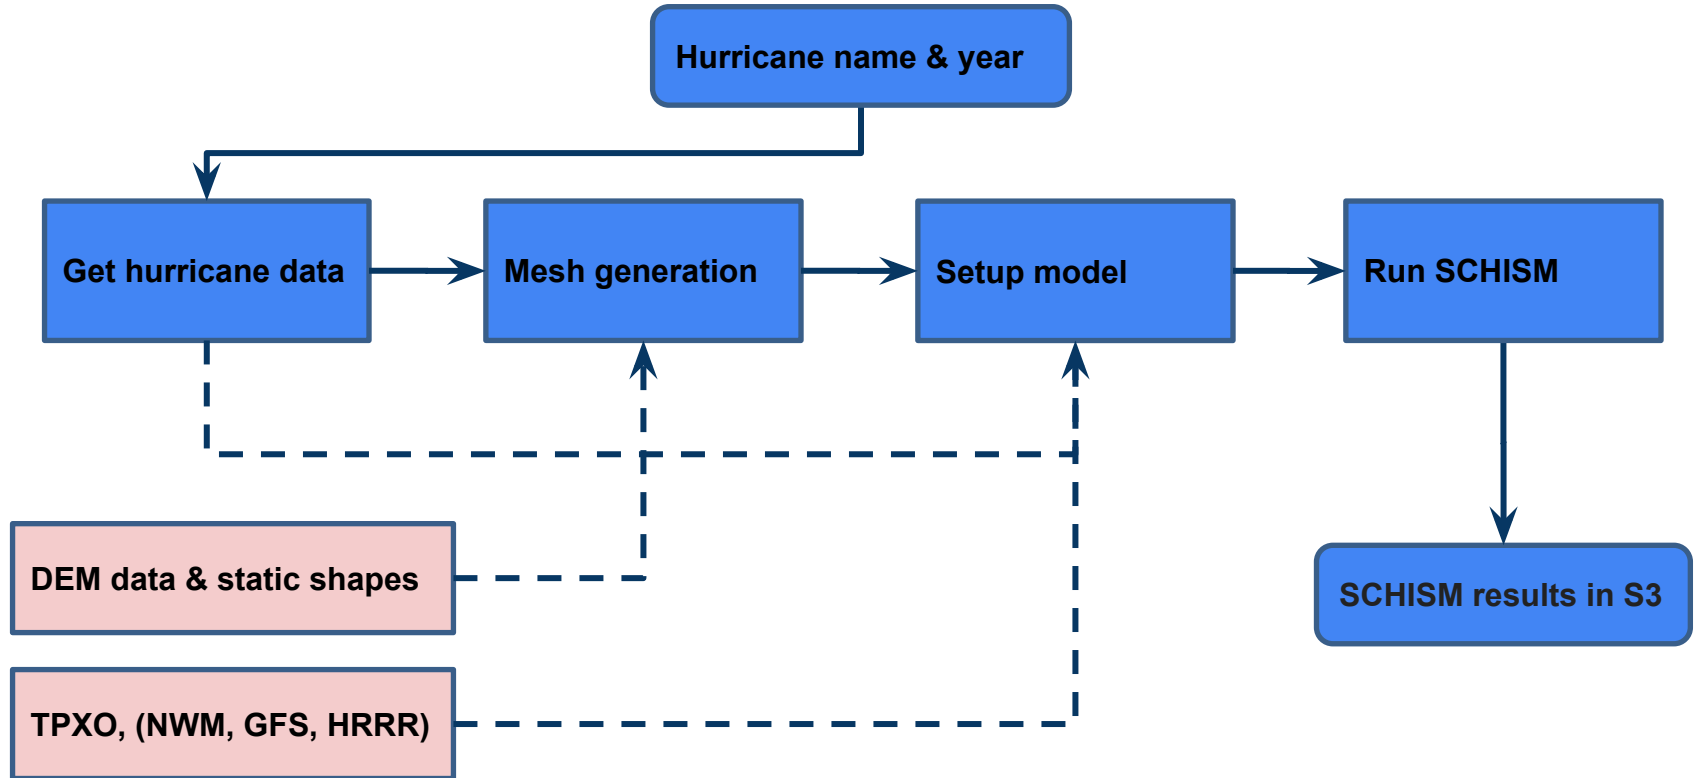 Hurricane name & year
Get hurricane data
Mesh generation
Setup model
Run SCHISM
DEM data & static shapes
SCHISM results in S3
TPXO, (NWM, GFS, HRRR)